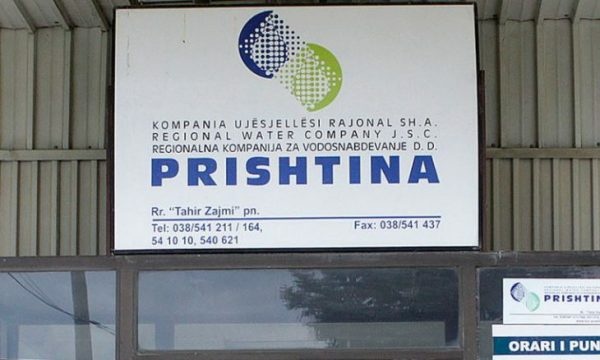 KOMPANIA UJËSJELLËSI RAJONAL SH.A.
REGIONAL WATER COMPANY J.S.C.
REGIONALNA KOMPANIJA ZA VODOSNABDEVANJE D.D.
PRISHTINA
Rr. "Tahir Zajmi" pn.
Tel: 038/541 211 / 164, Fax: 038/541 437
54 10 10, 540 621
PRISHTINA
ORARI I PUN